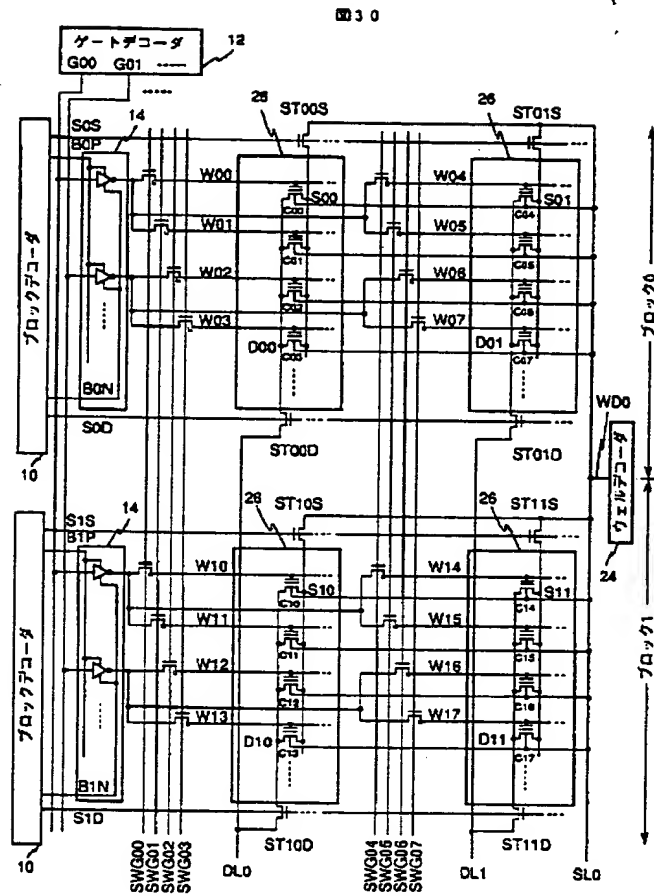 図30
ゲートデコーダ
G00 G01 -----
12
-----
26
26
ST00S
ST01S
S0S
B0P
14
ブロックデコーダ
W00
W01
W02
W03
W04
W05
W06
W07
S00
S01
C00
C01
C02
C03
C04
C05
C06
C07
D00
D01
B0N
S0D
10
ST00D
ST01D
WD0
ウェルデコーダ
24
ブロック0
ブロック1
S1S
B1P
14
26
26
ST10S
ST11S
ブロックデコーダ
W10
W11
W12
W13
W14
W15
W16
W17
S10
S11
C10
C11
C12
C13
C14
C15
C16
C17
D10
D11
B1N
S1D
10
ST10D
ST11D
SWG00
SWG01
SWG02
SWG03
DL0
SWG04
SWG05
SWG06
SWG07
DL1
SL0